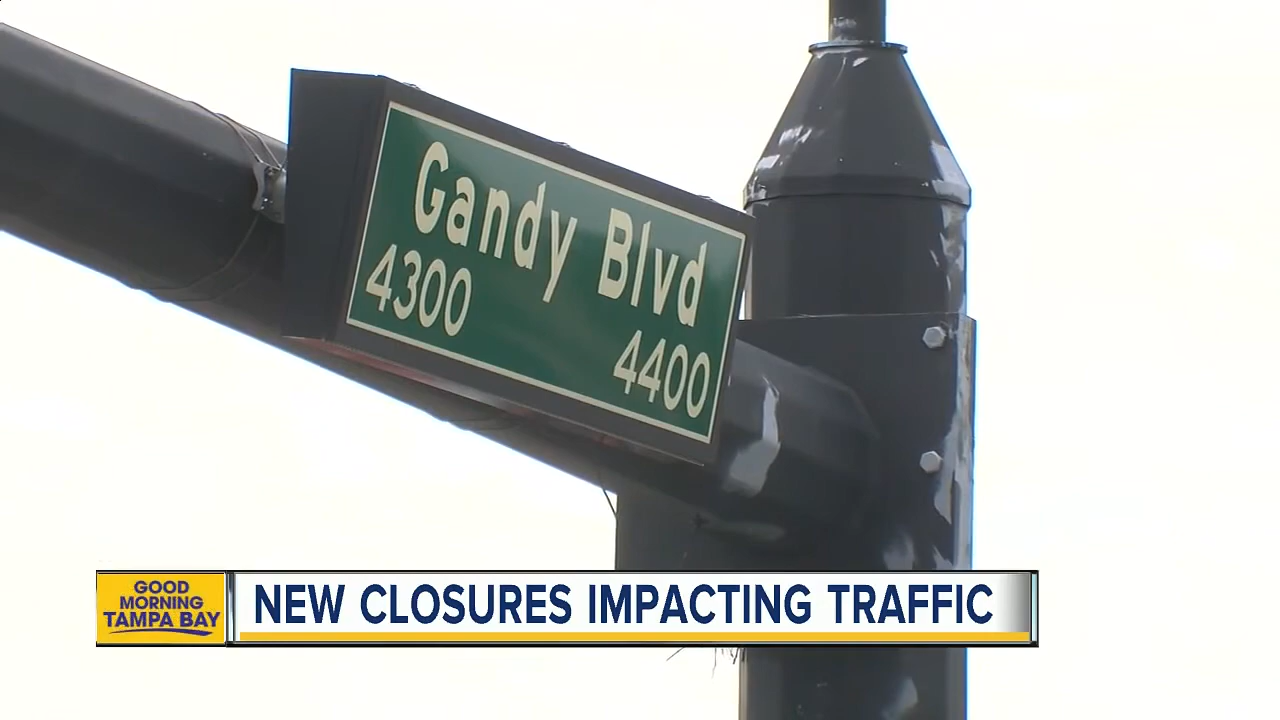 Gandy Blvd
4300 4400
GOOD
MORNING
TAMPA BAY
NEW CLOSURES IMPACTING TRAFFIC